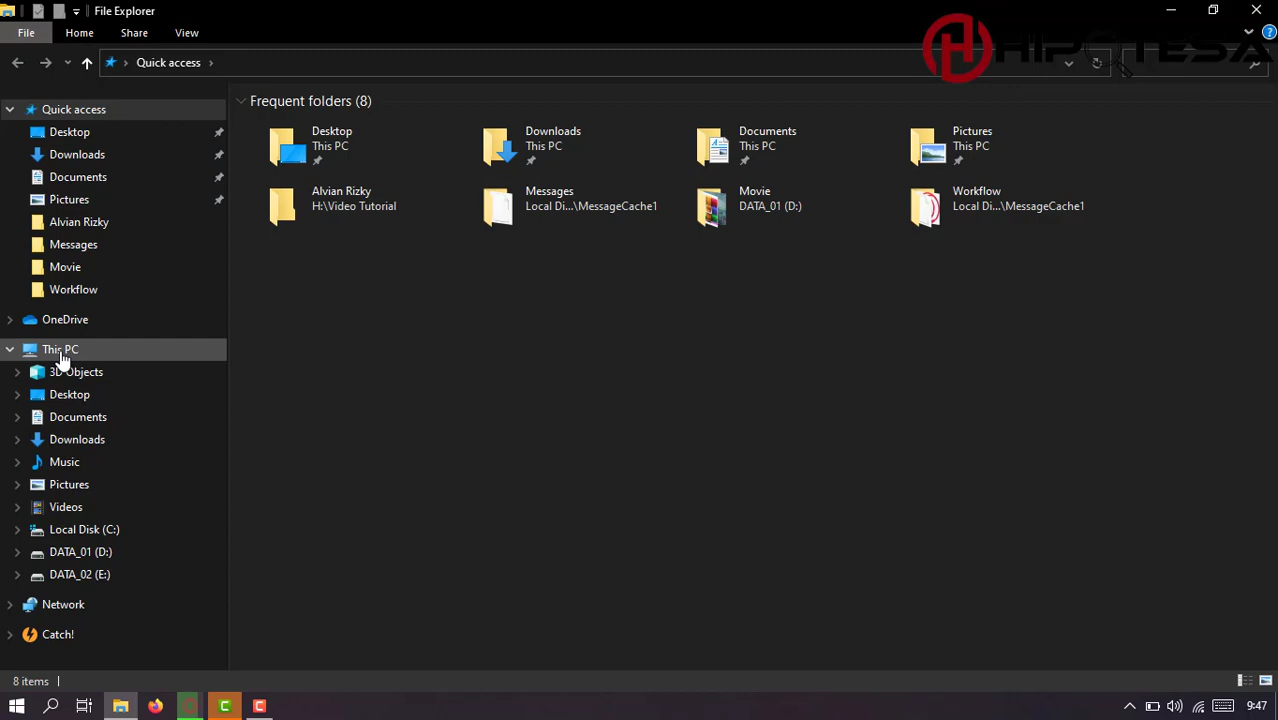 File Explorer
File Home Share View
HIPOTESA
Quick access
Quick access
Desktop
Downloads
Documents
Pictures
Alvian Rizky
Messages
Movie
Workflow
OneDrive
This PC
3D Objects
Desktop
Documents
Downloads
Music
Pictures
Videos
Local Disk (C:)
DATA_01 (D:)
DATA_02 (E:)
Network
Catch!
Frequent folders (8)
Desktop
This PC
Downloads
This PC
Documents
This PC
Pictures
This PC
Alvian Rizky
H:\Video Tutorial
Messages
Local Di...\MessageCache1
Movie
DATA_01 (D:)
Workflow
Local Di...\MessageCache1
8 items
9:47